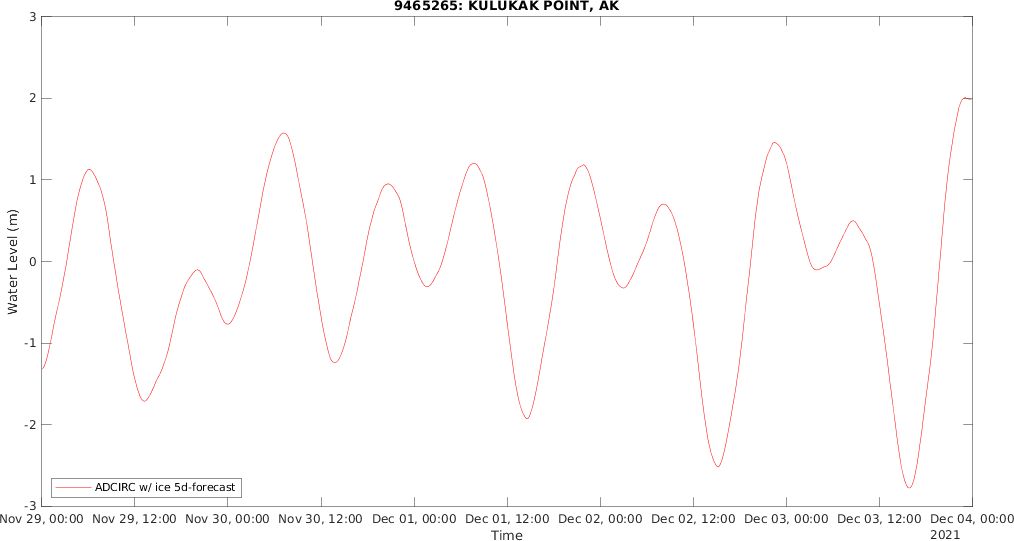 9465265: KULUKAK POINT, AK
3
2
1
0
-1
-2
-3
Water Level (m)
ADCIRC w/ ice 5d-forecast
Nov 29, 00:00 Nov 29, 12:00 Nov 30, 00:00 Nov 30, 12:00 Dec 01, 00:00 Dec 01, 12:00 Dec 02, 00:00 Dec 02, 12:00 Dec 03, 00:00 Dec 03, 12:00 Dec 04, 00:00
Time
2021